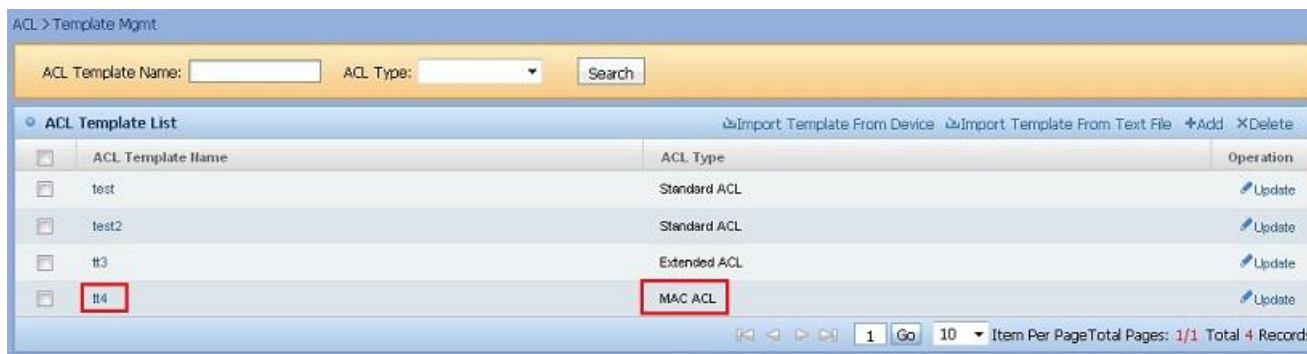 ACL > Template Mgmt
ACL Template Name: ACL Type: Search
ACL Template List Import Template From Device Import Template From Text File Add Delete
ACL Template Name ACL Type Operation
test Standard ACL Update
test2 Standard ACL Update
tt3 Extended ACL Update
tt4 MAC ACL Update
1 Go 10 Item Per PageTotal Pages: 1/1 Total 4 Record